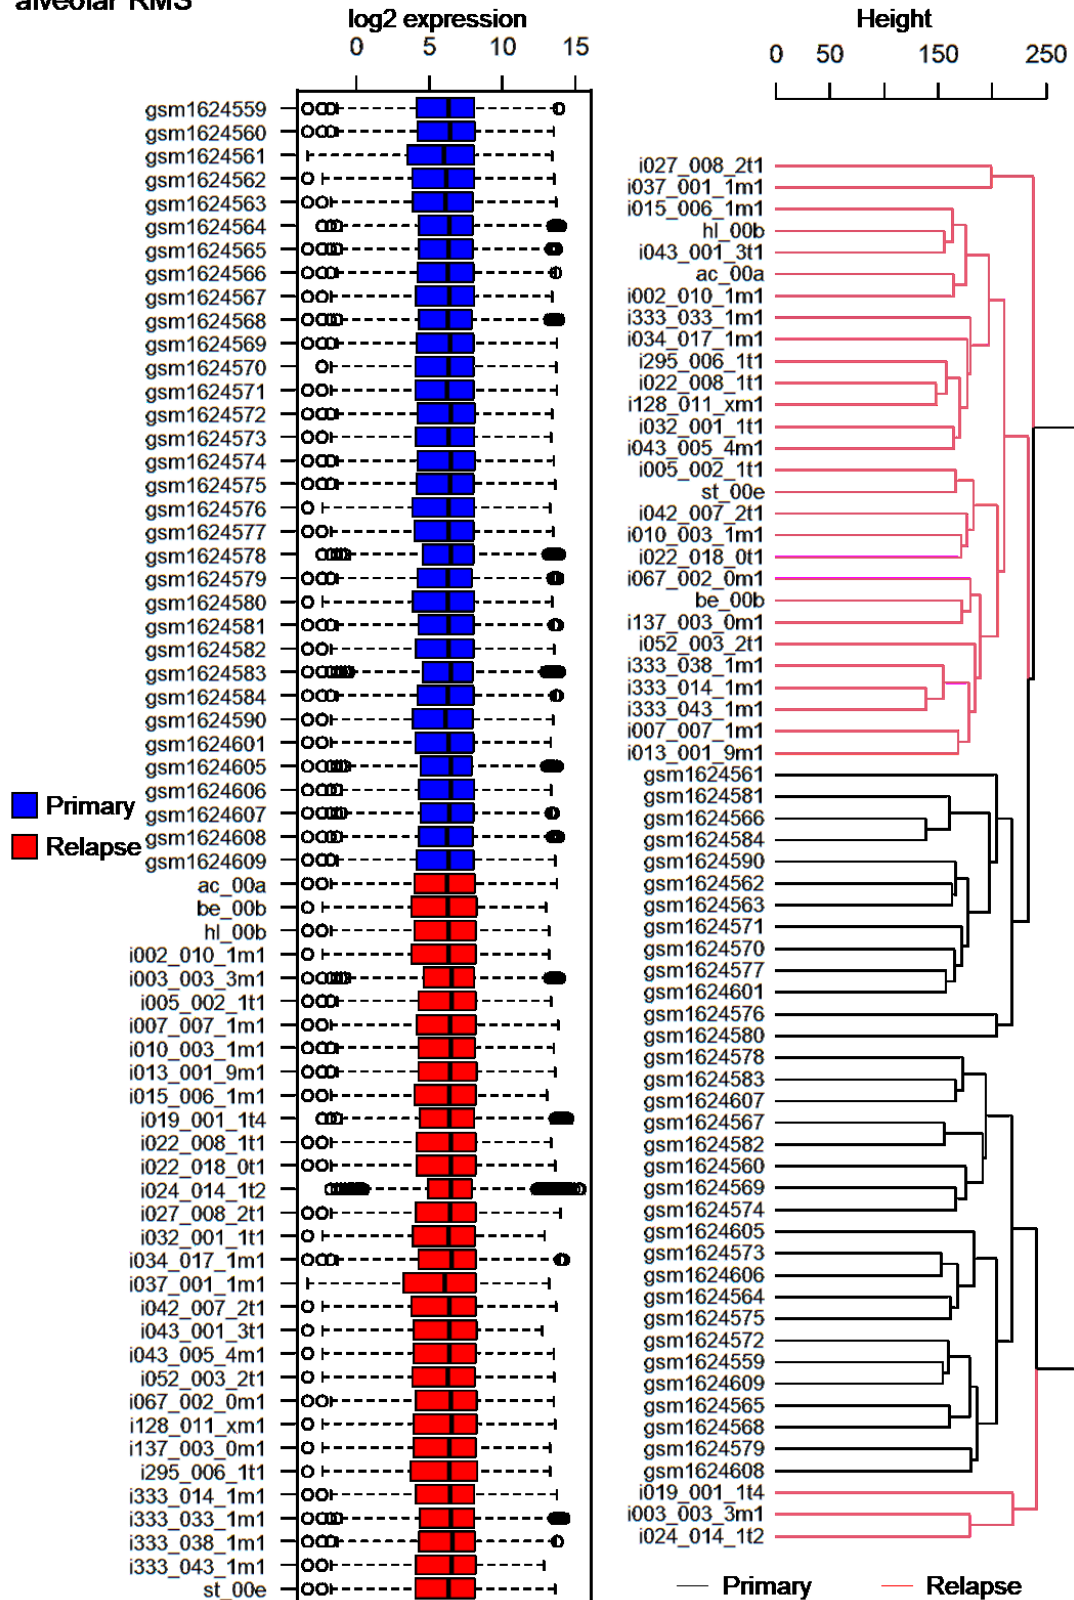 alveolar RMS
log2 expression
0 5 10 15
gsm1624559
gsm1624560
gsm1624561
gsm1624562
gsm1624563
gsm1624564
gsm1624565
gsm1624566
gsm1624567
gsm1624568
gsm1624569
gsm1624570
gsm1624571
gsm1624572
gsm1624573
gsm1624574
gsm1624575
gsm1624576
gsm1624577
gsm1624578
gsm1624579
gsm1624580
gsm1624581
gsm1624582
gsm1624583
gsm1624584
gsm1624590
gsm1624601
gsm1624605
gsm1624606
gsm1624607
gsm1624608
gsm1624609
ac_00a
be_00b
hl_00b
i002_010_1m1
i003_003_3m1
i005_002_1t1
i007_007_1m1
i010_003_1m1
i013_001_9m1
i015_006_1m1
i019_001_1t4
i022_008_1t1
i022_018_0t1
i024_014_1t2
i027_008_2t1
i032_001_1t1
i034_017_1m1
i037_001_1m1
i042_007_2t1
i043_001_3t1
i043_005_4m1
i052_003_2t1
i067_002_0m1
i128_011_xm1
i137_003_0m1
i295_006_1t1
i333_014_1m1
i333_033_1m1
i333_038_1m1
i333_043_1m1
st_00e
Primary
Relapse
Height
0 50 150 250
i027_008_2t1
i037_001_1m1
i015_006_1m1
hl_00b
i043_001_3t1
ac_00a
i002_010_1m1
i333_033_1m1
i034_017_1m1
i295_006_1t1
i022_008_1t1
i128_011_xm1
i032_001_1t1
i043_005_4m1
i005_002_1t1
st_00e
i042_007_2t1
i010_003_1m1
i022_018_0t1
i067_002_0m1
be_00b
i137_003_0m1
i052_003_2t1
i333_038_1m1
i333_014_1m1
i333_043_1m1
i007_007_1m1
i013_001_9m1
gsm1624561
gsm1624581
gsm1624566
gsm1624584
gsm1624590
gsm1624562
gsm1624563
gsm1624571
gsm1624570
gsm1624577
gsm1624601
gsm1624576
gsm1624580
gsm1624578
gsm1624583
gsm1624607
gsm1624567
gsm1624582
gsm1624560
gsm1624569
gsm1624574
gsm1624605
gsm1624573
gsm1624606
gsm1624564
gsm1624575
gsm1624572
gsm1624559
gsm1624609
gsm1624565
gsm1624568
gsm1624579
gsm1624608
i019_001_1t4
i003_003_3m1
i024_014_1t2
Primary Relapse